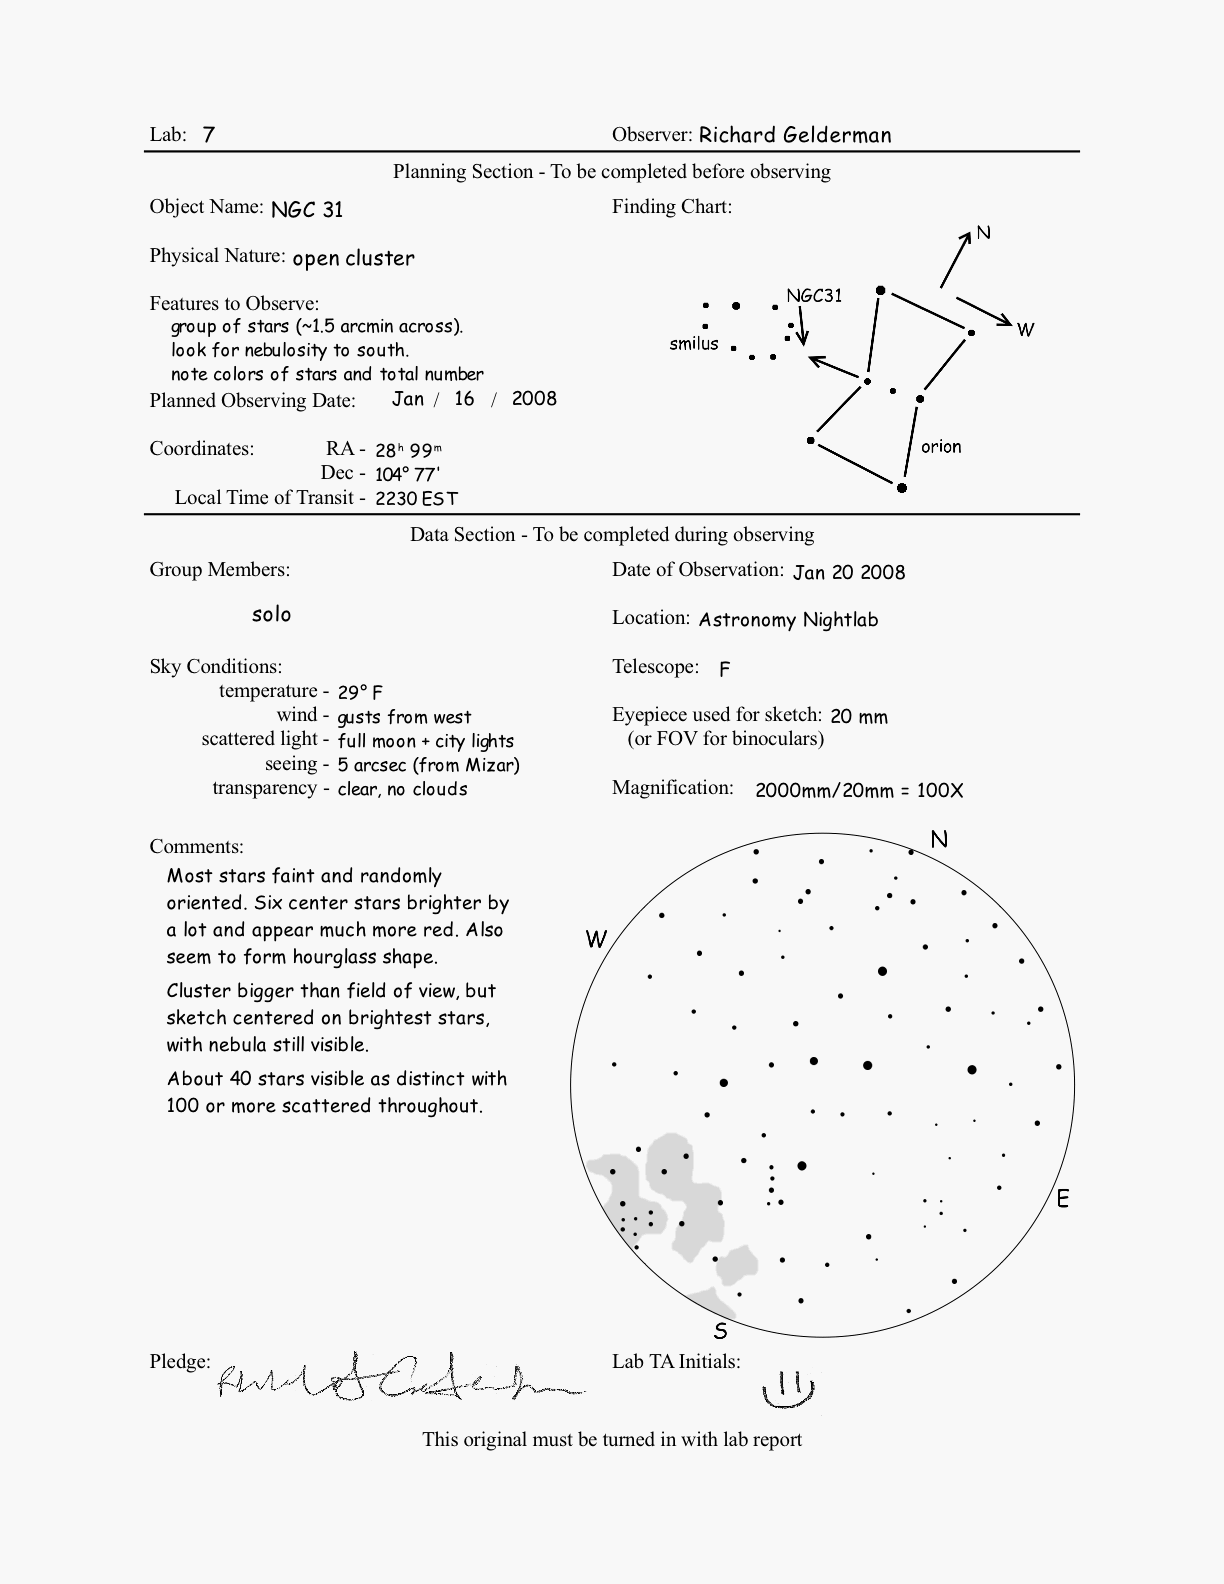 Lab: 7 Observer: Richard Gelderman
Planning Section - To be completed before observing
Object Name: NGC 31 Finding Chart:
N
Physical Nature: open cluster
NGC31
Features to Observe:
group of stars (~1.5 arcmin across).
W
look for nebulosity to south.
smilus
note colors of stars and total number
Planned Observing Date: Jan / 16 / 2008
Coordinates: RA - 28ʰ 99ᵐ
orion
Dec - 104° 77'
Local Time of Transit - 2230 EST
Data Section - To be completed during observing
Group Members: Date of Observation: Jan 20 2008
solo Location: Astronomy Nightlab
Sky Conditions: Telescope: F
temperature - 29° F
wind - gusts from west Eyepiece used for sketch: 20 mm
scattered light - full moon + city lights (or FOV for binoculars)
seeing - 5 arcsec (from Mizar)
transparency - clear, no clouds Magnification: 2000mm/20mm = 100X
Comments: N
Most stars faint and randomly
oriented. Six center stars brighter by
a lot and appear much more red. Also
W
seem to form hourglass shape.
Cluster bigger than field of view, but
sketch centered on brightest stars,
with nebula still visible.
About 40 stars visible as distinct with
100 or more scattered throughout.
E
S
Pledge: Lab TA Initials:
This original must be turned in with lab report